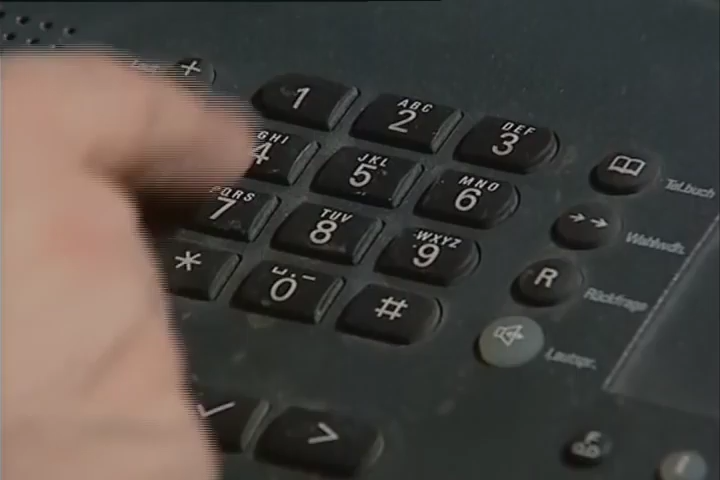 +
1
ABC
2
DEF
3
GHI
4
JKL
5
MNO
6
PQRS
7
TUV
8
WXYZ
9
*
0
#
Tel.buch
Wahlwdh.
R
Rückfrage
Lautspr.
>